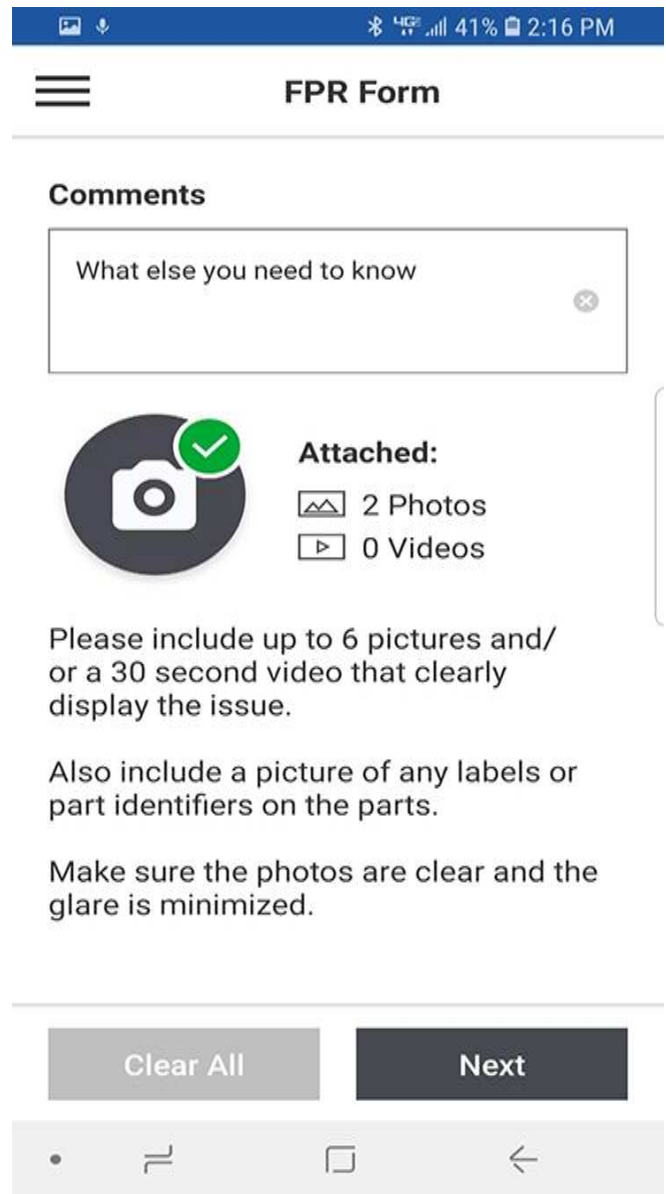 4G 41% 2:16 PM
FPR Form
Comments
What else you need to know
Attached:
2 Photos
0 Videos
Please include up to 6 pictures and/
or a 30 second video that clearly
display the issue.
Also include a picture of any labels or
part identifiers on the parts.
Make sure the photos are clear and the
glare is minimized.
Clear All Next